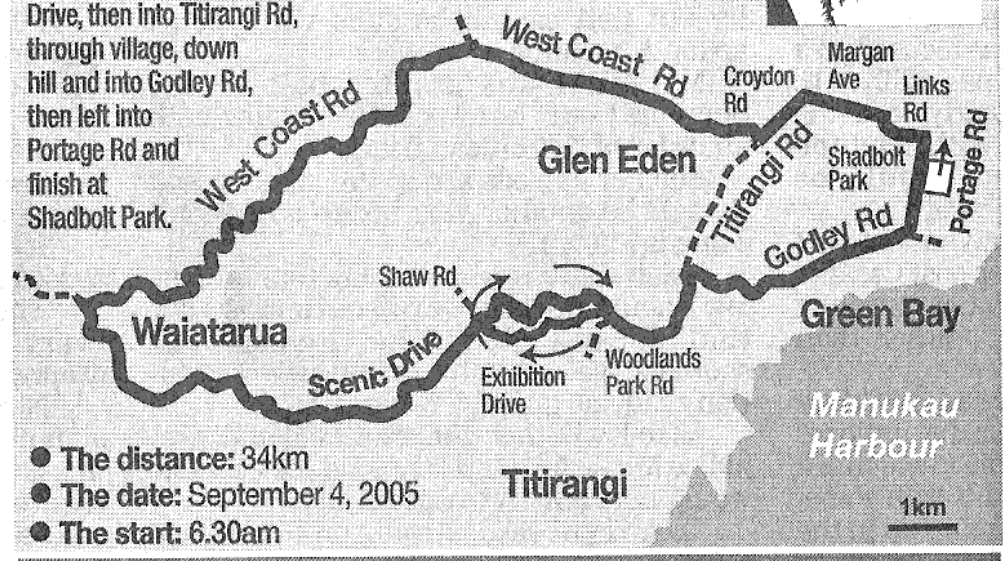 Drive, then into Titirangi Rd,
through village, down
hill and into Godley Rd,
then left into
Portage Rd and
finish at
Shadbolt Park.
West Coast Rd
West Coast Rd
Croydon
Rd
Margan
Ave
Links
Rd
Portage Rd
Glen Eden
Titirangi Rd
Shadbolt
Park
Godley Rd
Shaw Rd
Waiatarua
Scenic Drive
Exhibition
Drive
Woodlands
Park Rd
Green Bay
Manukau
Harbour
Titirangi
● The distance: 34km
● The date: September 4, 2005
● The start: 6.30am
1km